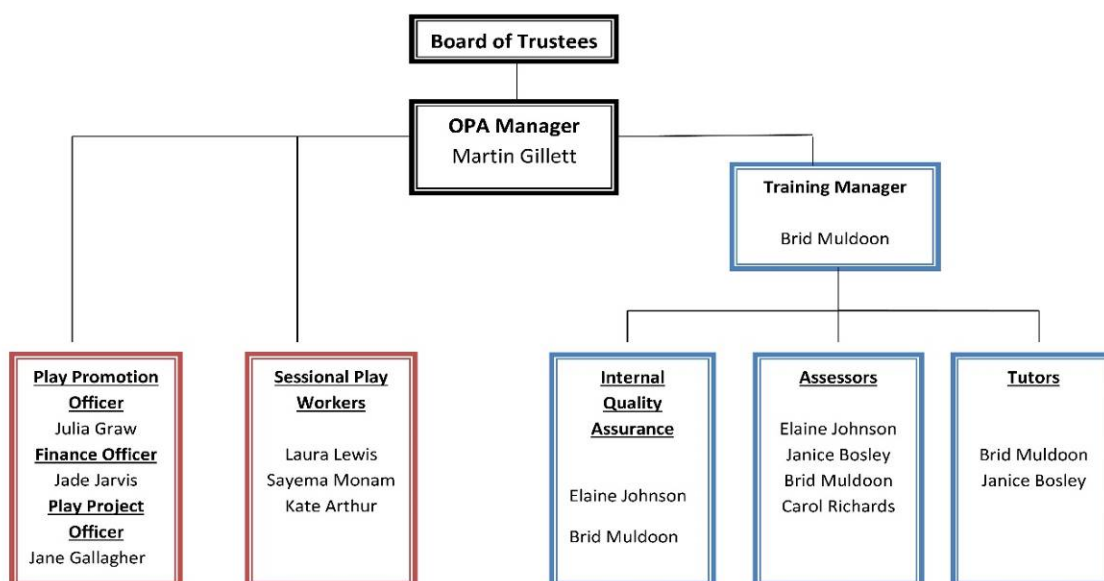 Board of Trustees
OPA Manager
Martin Gillett
Training Manager
Brid Muldoon
Play Promotion
Officer
Julia Graw
Finance Officer
Jade Jarvis
Play Project
Officer
Jane Gallagher
Sessional Play
Workers
Laura Lewis
Sayema Monam
Kate Arthur
Internal
Quality
Assurance
Elaine Johnson
Brid Muldoon
Assessors
Elaine Johnson
Janice Bosley
Brid Muldoon
Carol Richards
Tutors
Brid Muldoon
Janice Bosley